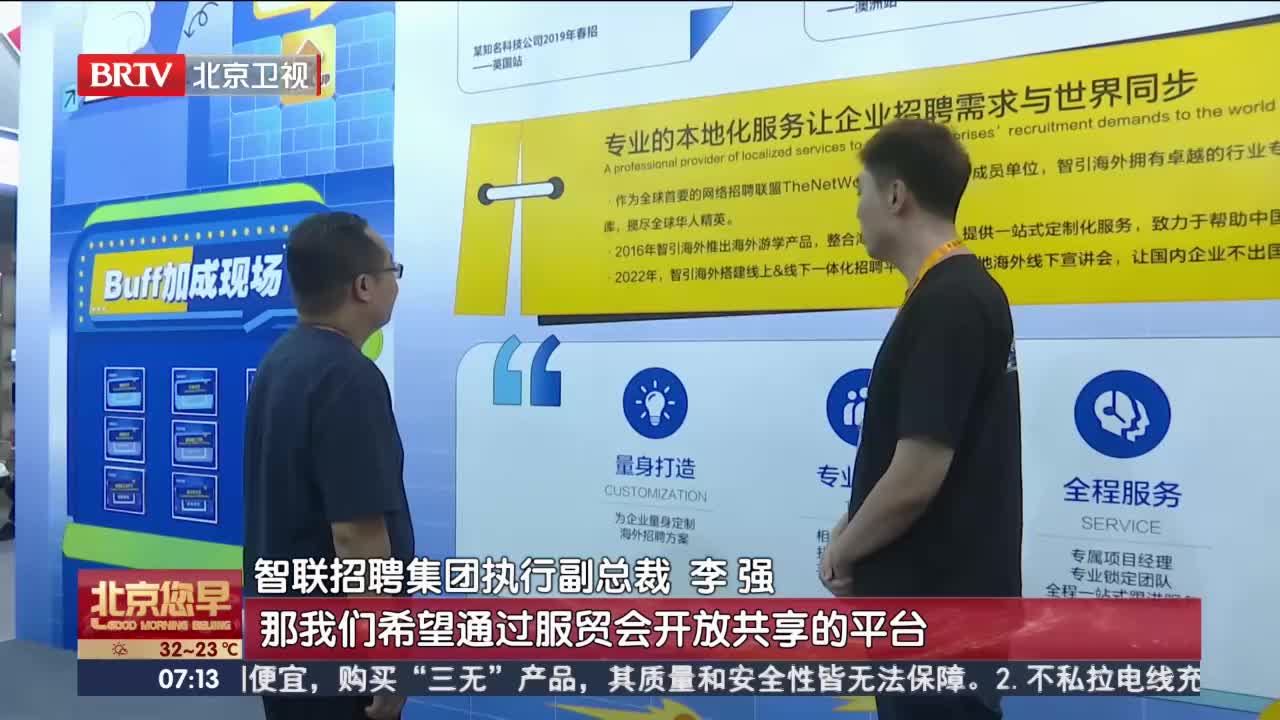 某知名科技公司2019年春招
——英国站
——澳洲站
BRTV 北京卫视
专业的本地化服务让企业招聘需求与世界同步
A professional provider of localized services to
rises' recruitment demands to the world
·作为全球首要的网络招聘联盟TheNetWo
成员单位，智引海外拥有卓越的行业专
库，揽尽全球华人精英。
·2016年智引海外推出海外游学产品，整合海
提供一站式定制化服务，致力于帮助中国
·2022年，智引海外搭建线上&线下一体化招聘平
地海外线下宣讲会，让国内企业不出国
Buff加成现场
量身打造
CUSTOMIZATION
为企业量身定制
海外招聘方案
专业
全程服务
SERVICE
专属项目经理
专业锁定团队
全程一站式跟进服务
智联招聘集团执行副总裁 李强
那我们希望通过服贸会开放共享的平台
北京您早
GOOD MORNING BEIJING
32~23℃
07:13
便宜，购买“三无”产品，其质量和安全性皆无法保障。2.不私拉电线充